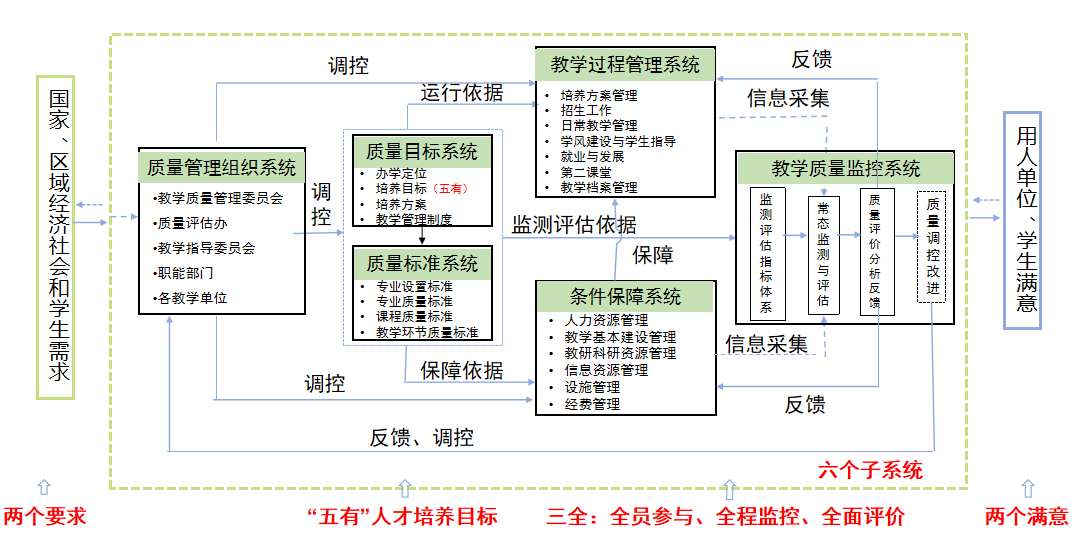 国家、区域经济社会和学生需求
质量管理组织系统
•教学质量管理委员会
•质量评估办
•教学指导委员会
•职能部门
•各教学单位
调控
调控
调控
运行依据
质量目标系统
• 办学定位
• 培养目标（五有）
• 培养方案
• 教学管理制度
质量标准系统
• 专业设置标准
• 专业质量标准
• 课程质量标准
• 教学环节质量标准
保障依据
监测评估依据
教学过程管理系统
• 培养方案管理
• 招生工作
• 日常教学管理
• 学风建设与学生指导
• 就业与发展
• 第二课堂
• 教学档案管理
保障
条件保障系统
• 人力资源管理
• 教学基本建设管理
• 教研科研资源管理
• 信息资源管理
• 设施管理
• 经费管理
反馈
信息采集
教学质量监控系统
监测评估指标体系
常态监测与评估
质量评价分析反馈
质量调控改进
信息采集
反馈
反馈、调控
六个子系统
用人单位、学生满意
两个要求
“五有”人才培养目标
三全：全员参与、全程监控、全面评价
两个满意